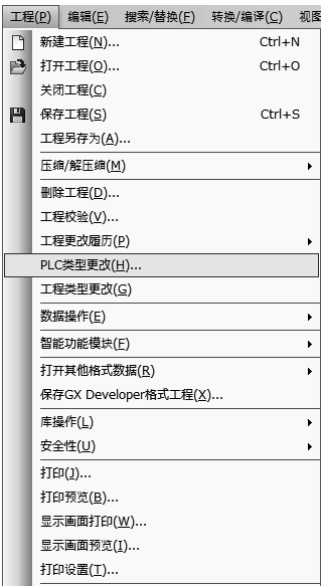 工程(P) 编辑(E) 搜索/替换(F) 转换/编译(C) 视图
新建工程(N)... Ctrl+N
打开工程(O)... Ctrl+O
关闭工程(C)
保存工程(S) Ctrl+S
工程另存为(A)...
压缩/解压缩(M)
删除工程(D)...
工程校验(V)...
工程更改履历(P)
PLC类型更改(H)...
工程类型更改(G)
数据操作(E)
智能功能模块(F)
打开其他格式数据(R)
保存GX Developer格式工程(X)...
库操作(L)
安全性(U)
打印(J)...
打印预览(B)...
显示画面打印(W)...
显示画面预览(I)...
打印设置(T)...